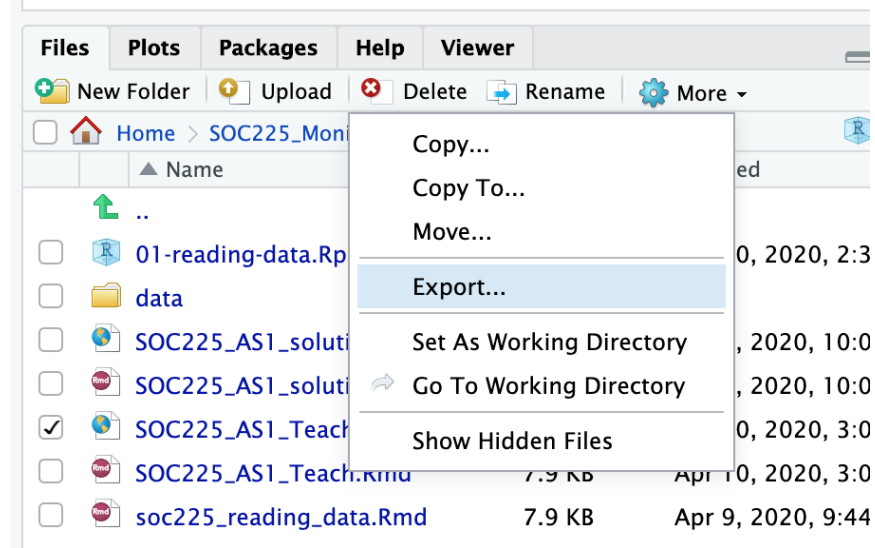 Files Plots Packages Help Viewer
New Folder Upload Delete Rename More
Home > SOC225_Moni
Name ed
Copy...
Copy To...
Move...
Export...
Set As Working Directory
Go To Working Directory
Show Hidden Files
..
01-reading-data.Rp 0, 2020, 2:3
data
SOC225_AS1_soluti , 2020, 10:0
SOC225_AS1_soluti , 2020, 10:0
SOC225_AS1_Teach 0, 2020, 3:0
SOC225_AS1_Teach.Rmd 7.9 KB Apr 10, 2020, 3:0
soc225_reading_data.Rmd 7.9 KB Apr 9, 2020, 9:44